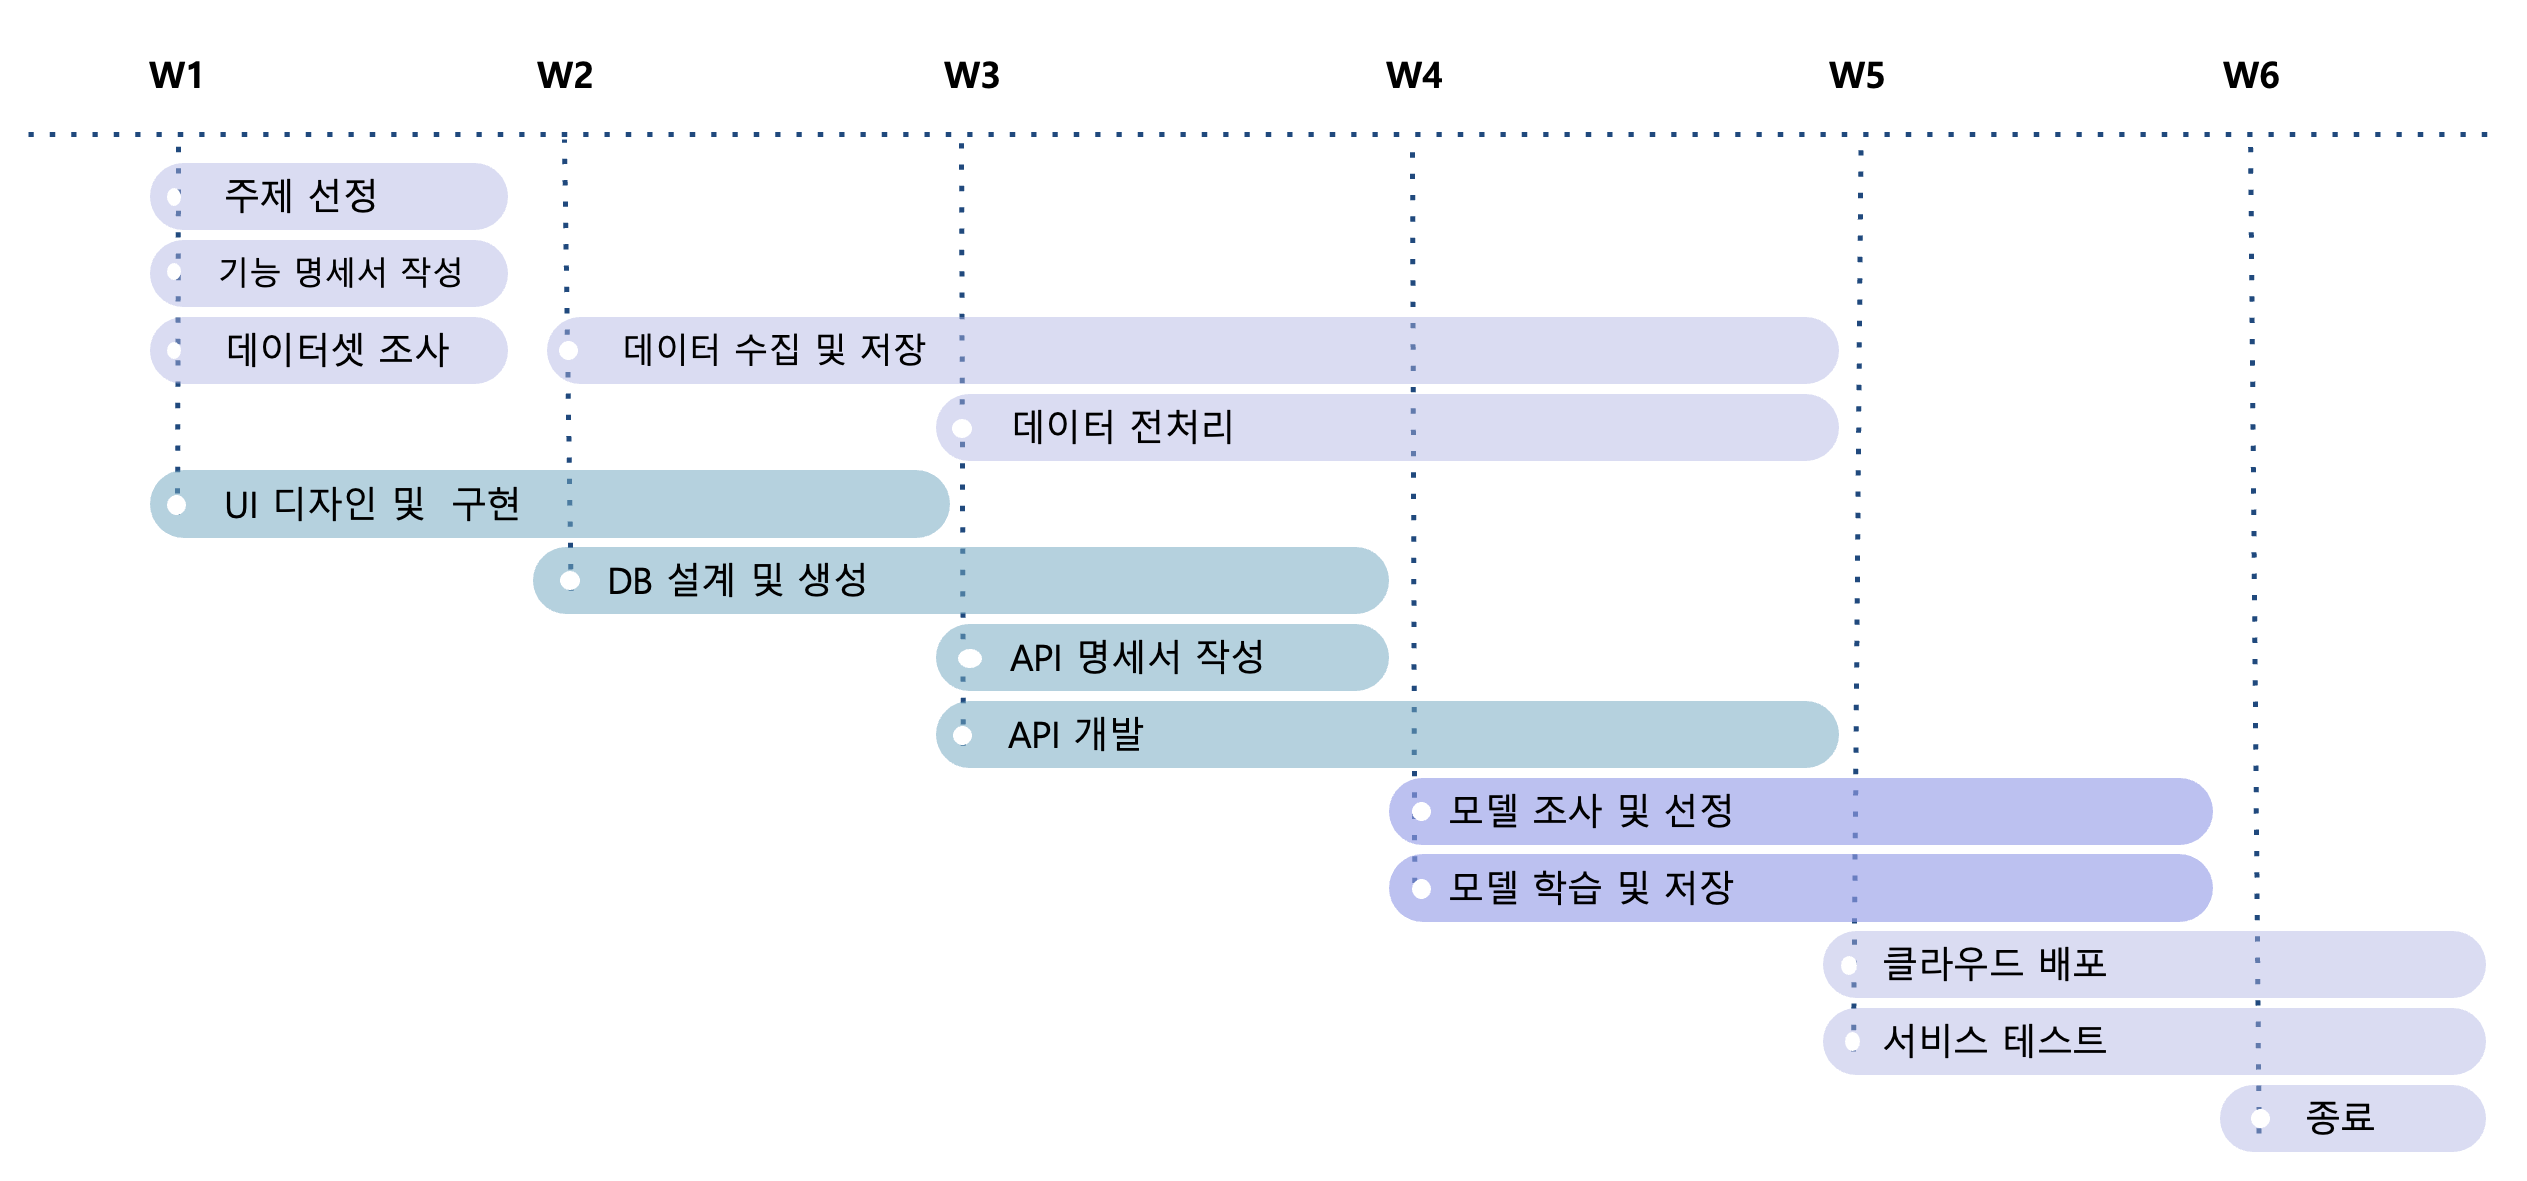 W1 W2 W3 W4 W5 W6
주제 선정
기능 명세서 작성
데이터셋 조사 데이터 수집 및 저장
데이터 전처리
UI 디자인 및 구현
DB 설계 및 생성
API 명세서 작성
API 개발
모델 조사 및 선정
모델 학습 및 저장
클라우드 배포
서비스 테스트
종료